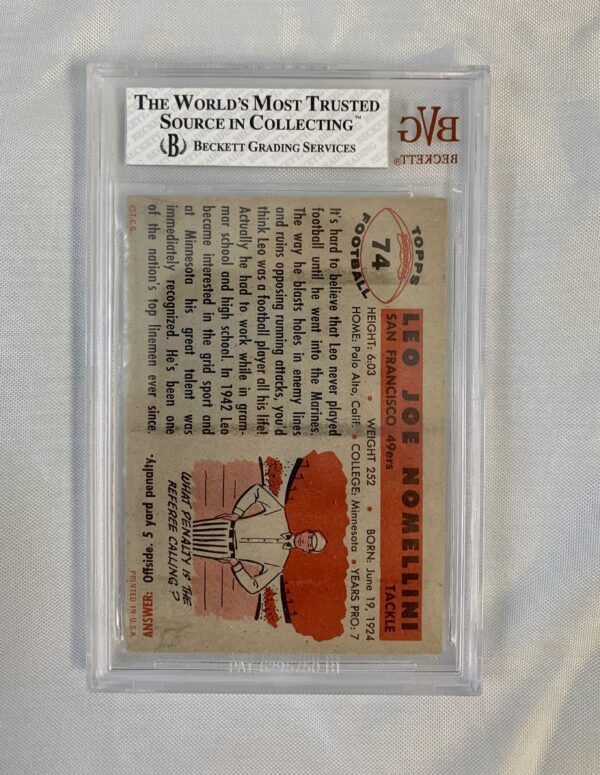 THE WORLD'S MOST TRUSTED
SOURCE IN COLLECTING™
B BECKETT GRADING SERVICES
BVG
BECKETT®
TOPPS
74
FOOTBALL
LEO JOE NOMELLINI
SAN FRANCISCO 49ers TACKLE
HEIGHT: 6:03 • WEIGHT 252 • BORN: June 19, 1924
HOME: Palo Alto, Calif. • COLLEGE: Minnesota • YEARS PRO: 7
It's hard to believe that Leo never played
football until he went into the Marines.
The way he blasts holes in enemy lines
and ruins opposing running attacks, you'd
think Leo was a football player all his life!
Actually he had to work while in gram-
mar school and high school. In 1942 Leo
became interested in the grid sport and
at Minnesota his great talent was
immediately recognized. He's been one
of the nation's top linemen ever since.
©T.C.G.
WHAT PENALTY IS THE
REFEREE CALLING?
ANSWER: Offside. 5 yard penalty.
PRINTED IN U.S.A.
PAT. 6295750 B1